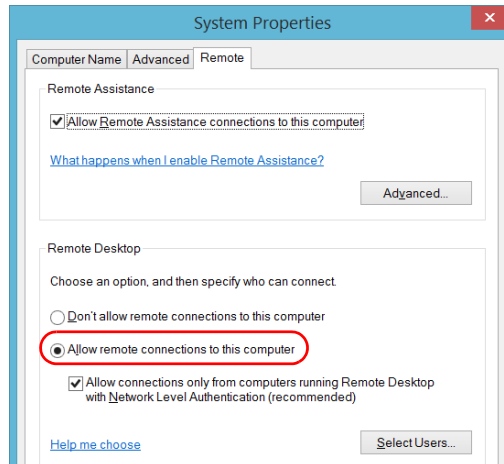 System Properties
Computer Name Advanced Remote
Remote Assistance
Allow Remote Assistance connections to this computer
What happens when I enable Remote Assistance?
Advanced...
Remote Desktop
Choose an option, and then specify who can connect.
Don't allow remote connections to this computer
Allow remote connections to this computer
Allow connections only from computers running Remote Desktop
with Network Level Authentication (recommended)
Help me choose
Select Users...